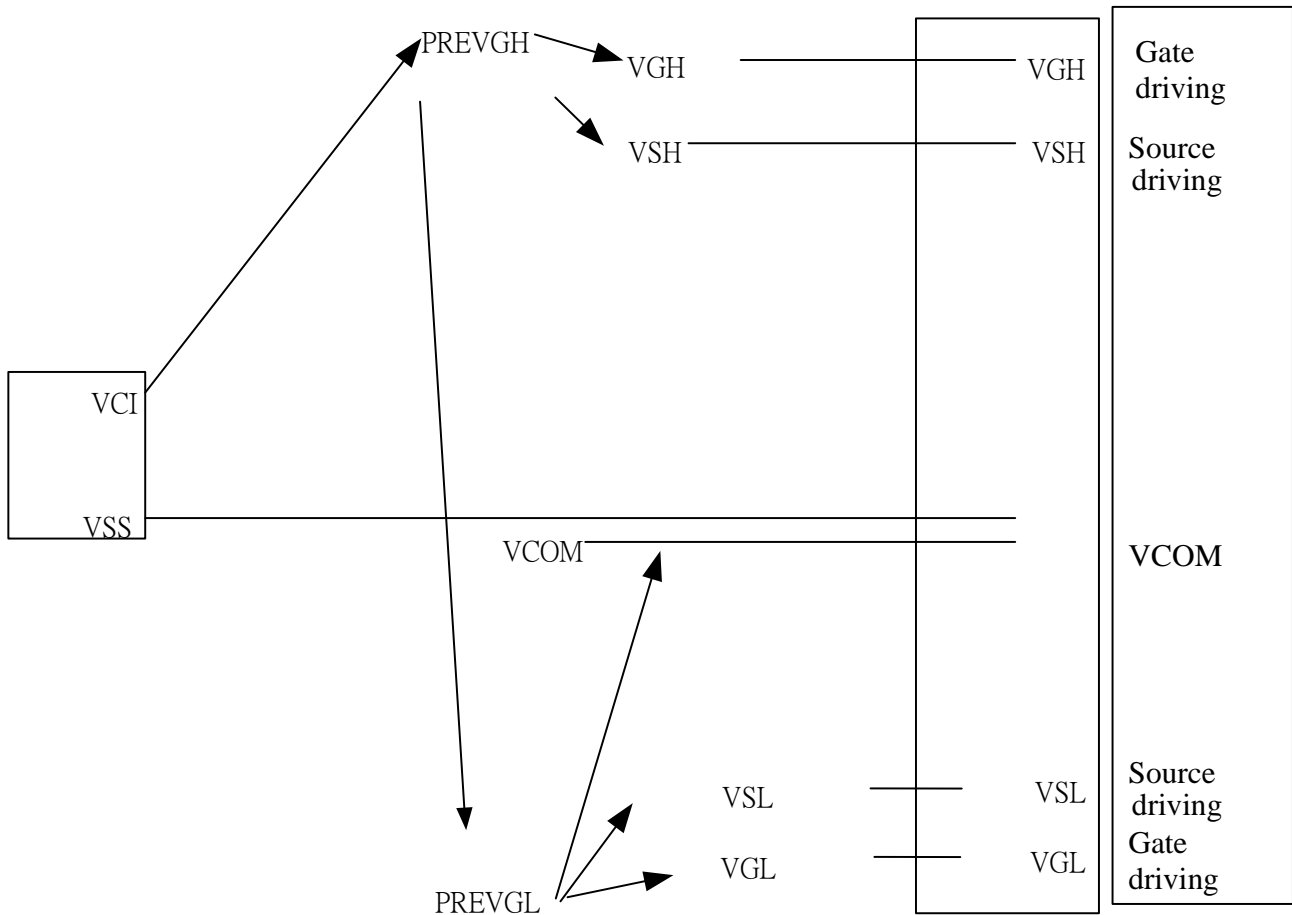 PREVGH
VGH
VGH
Gate
driving
VSH
VSH
Source
driving
VCI
VSS
VCOM
VCOM
VSL
VSL
Source
driving
VGL
VGL
Gate
driving
PREVGL